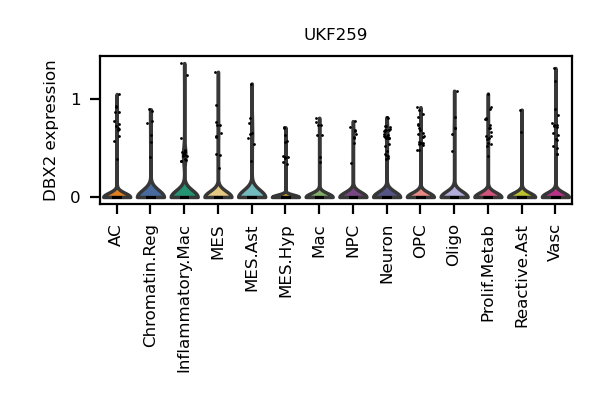 UKF259
DBX2 expression
1
0
AC
Chromatin.Reg
Inflammatory.Mac
MES
MES.Ast
MES.Hyp
Mac
NPC
Neuron
OPC
Oligo
Prolif.Metab
Reactive.Ast
Vasc